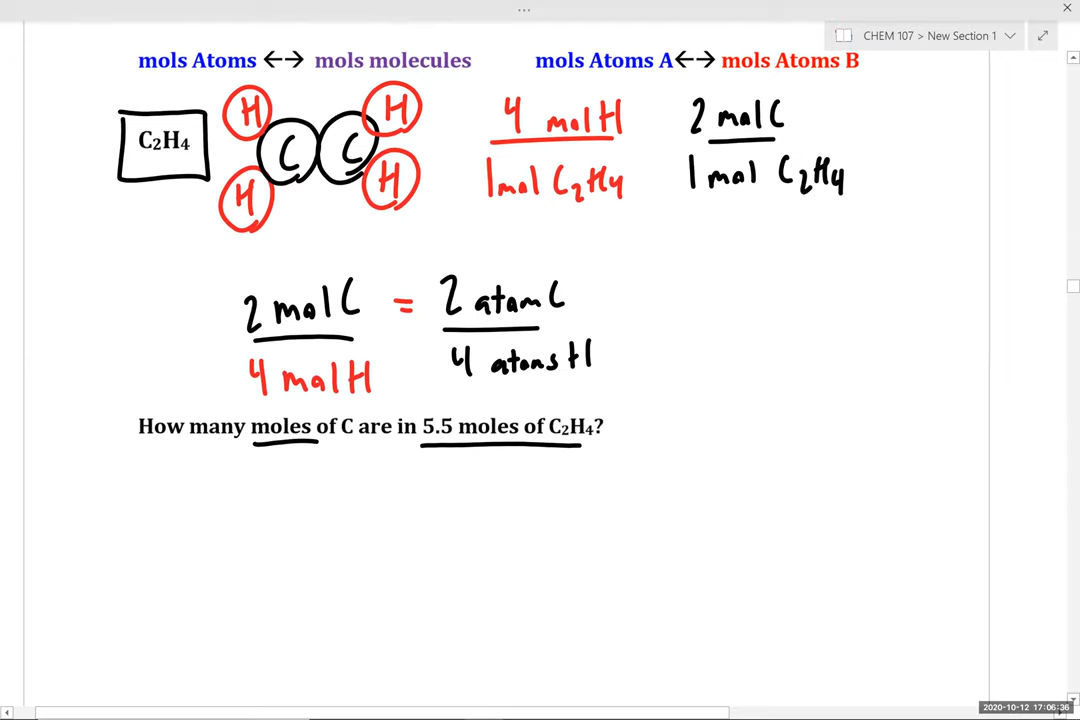 CHEM 107 > New Section 1
mols Atoms ←→ mols molecules mols Atoms A←→ mols Atoms B
C₂H₄
H H
C C
H H
4 mol H
1 mol C₂H₄
2 mol C
1 mol C₂H₄
2 mol C = 2 atom C
4 mol H 4 atoms H
How many moles of C are in 5.5 moles of C₂H₄?
2020-10-12 17:06:36